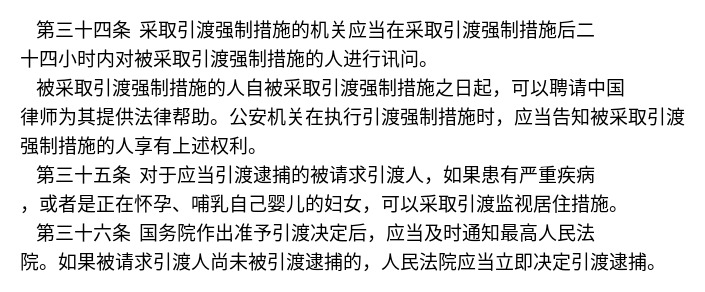 第三十四条 采取引渡强制措施的机关应当在采取引渡强制措施后二
十四小时内对被采取引渡强制措施的人进行讯问。
被采取引渡强制措施的人自被采取引渡强制措施之日起，可以聘请中国
律师为其提供法律帮助。公安机关在执行引渡强制措施时，应当告知被采取引渡
强制措施的人享有上述权利。
第三十五条 对于应当引渡逮捕的被请求引渡人，如果患有严重疾病
，或者是正在怀孕、哺乳自己婴儿的妇女，可以采取引渡监视居住措施。
第三十六条 国务院作出准予引渡决定后，应当及时通知最高人民法
院。如果被请求引渡人尚未被引渡逮捕的，人民法院应当立即决定引渡逮捕。